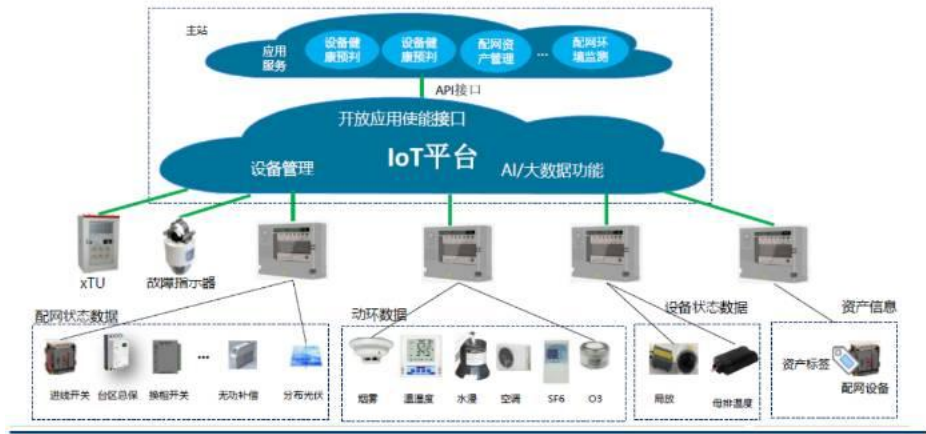 主站
应用
服务
设备健
康预判
设备健
康预判
配网资
产管理
...
配网环
境监测
API接口
开放应用使能接口
IoT平台
设备管理
AI/大数据功能
xTU
故障指示器
配网状态数据
动环数据
设备状态数据
资产信息
进线开关
台区总保
换相开关
...
无功补偿
分布光伏
烟雾
温湿度
水浸
空调
SF6
O3
局放
母排温度
资产标签
配网设备